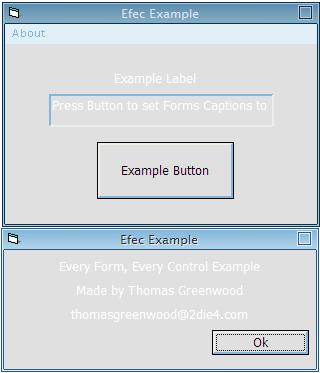 Efec Example
About
Example Label
Press Button to set Forms Captions to
Example Button
Efec Example
Every Form, Every Control Example
Made by Thomas Greenwood
thomasgreenwood@2die4.com
Ok